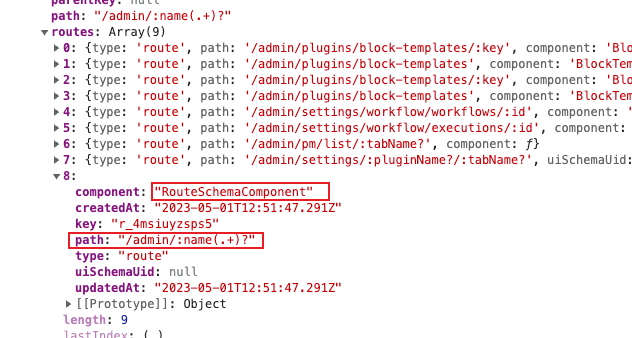 parentKey: null
path: "/admin/:name(.+)?"
routes: Array(9)
0: {type: 'route', path: '/admin/plugins/block-templates/:key', component: 'Bl
1: {type: 'route', path: '/admin/plugins/block-templates', component: 'BlockTem
2: {type: 'route', path: '/admin/plugins/block-templates/:key', component: 'Bl
3: {type: 'route', path: '/admin/plugins/block-templates', component: 'BlockTem
4: {type: 'route', path: '/admin/settings/workflow/workflows/:id', component: '
5: {type: 'route', path: '/admin/settings/workflow/executions/:id', component:
6: {type: 'route', path: '/admin/pm/list/:tabName?', component: ƒ}
7: {type: 'route', path: '/admin/settings/:pluginName?/:tabName?', uiSchemaUid:
8:
component: "RouteSchemaComponent"
createdAt: "2023-05-01T12:51:47.291Z"
key: "r_4msiuyzsps5"
path: "/admin/:name(.+)?"
type: "route"
uiSchemaUid: null
updatedAt: "2023-05-01T12:51:47.291Z"
[[Prototype]]: Object
length: 9
lastIndex: (